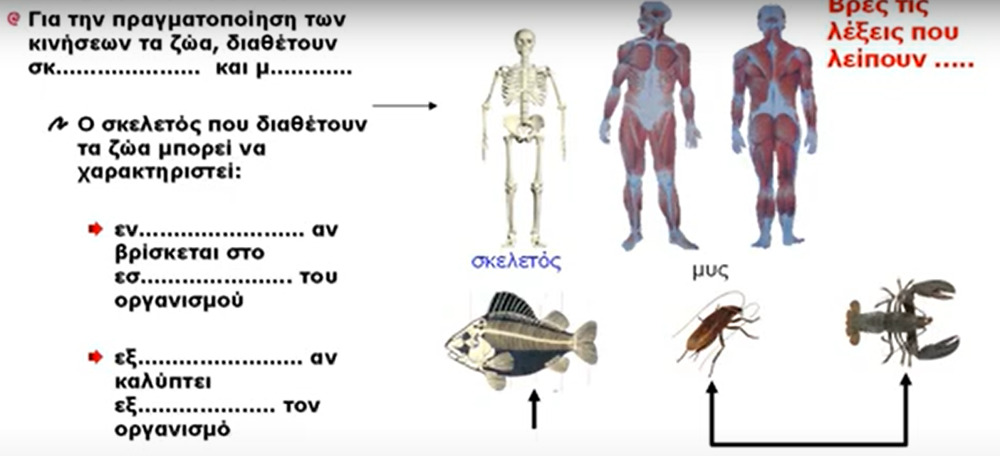 Για την πραγματοποίηση των
κινήσεων τα ζώα, διαθέτουν
σκ..................... και μ............
Ο σκελετός που διαθέτουν
τα ζώα μπορεί να
χαρακτηριστεί:
εν........................ αν
βρίσκεται στο
εσ...................... του
οργανισμού
εξ........................ αν
καλύπτει
εξ.................... τον
οργανισμό
Βρες τις
λέξεις που
λείπουν .....
σκελετός
μυς